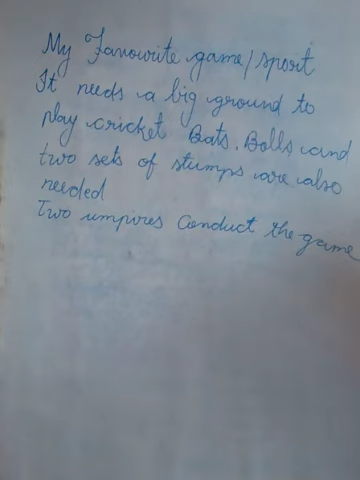 My Favourite game/sport
It needs a big ground to
play cricket Bats, Balls and
two sets of stumps are also
needed
Two umpires Conduct the game